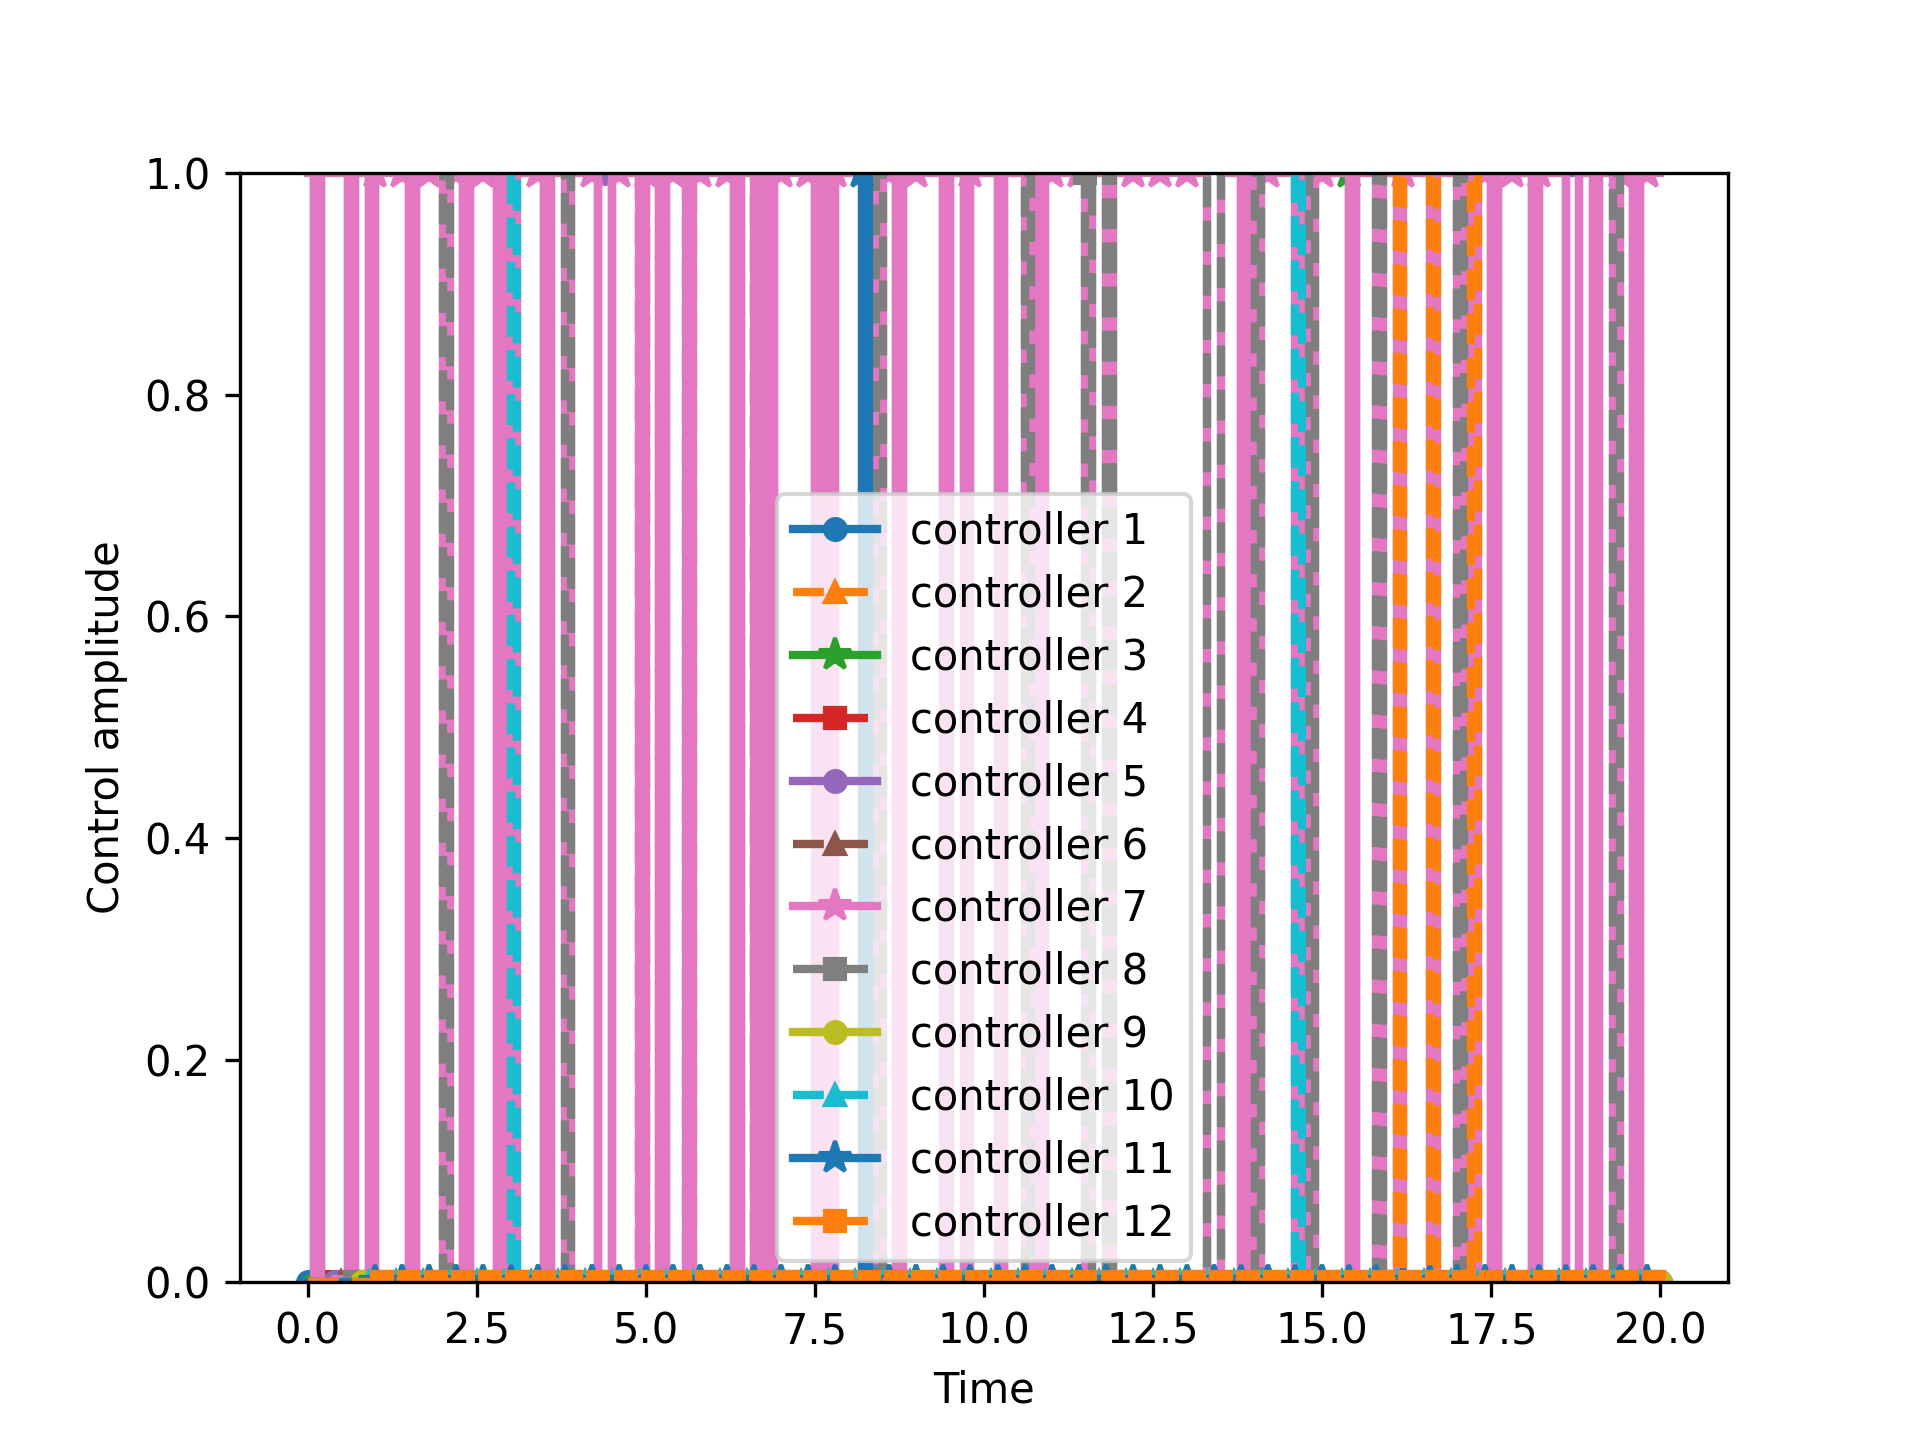 1.0
0.8
0.6
0.4
0.2
0.0
Control amplitude
controller 1
controller 2
controller 3
controller 4
controller 5
controller 6
controller 7
controller 8
controller 9
controller 10
controller 11
controller 12
0.0 2.5 5.0 7.5 10.0 12.5 15.0 17.5 20.0
Time